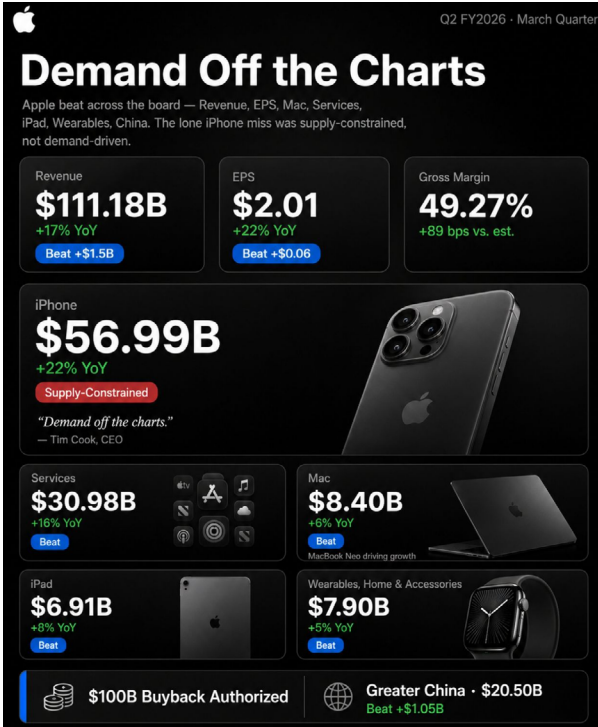 Q2 FY2026 · March Quarter
Demand Off the Charts
Apple beat across the board — Revenue, EPS, Mac, Services,
iPad, Wearables, China. The lone iPhone miss was supply-constrained,
not demand-driven.
Revenue
$111.18B
+17% YoY
Beat +$1.5B
EPS
$2.01
+22% YoY
Beat +$0.06
Gross Margin
49.27%
+89 bps vs. est.
iPhone
$56.99B
+22% YoY
Supply-Constrained
“Demand off the charts.”
— Tim Cook, CEO
Services
$30.98B
+16% YoY
Beat
tv
Mac
$8.40B
+6% YoY
Beat
MacBook Neo driving growth
iPad
$6.91B
+8% YoY
Beat
Wearables, Home & Accessories
$7.90B
+5% YoY
Beat
$100B Buyback Authorized
Greater China · $20.50B
Beat +$1.05B